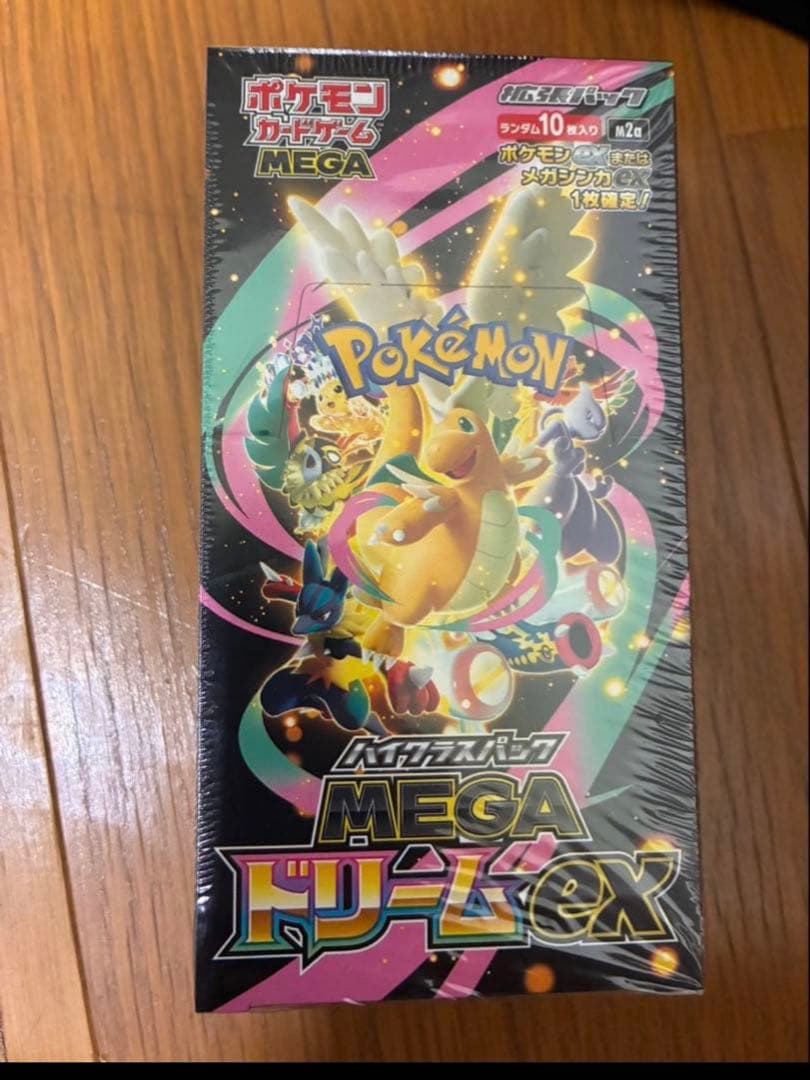 ポケモン
カードゲーム
MEGA
拡張パック
ランダム10枚入り
M2a
ポケモンexまたは
メガシンカex
1枚確定!
POKéMON
ハイクラスパック
MEGA
ドリームex